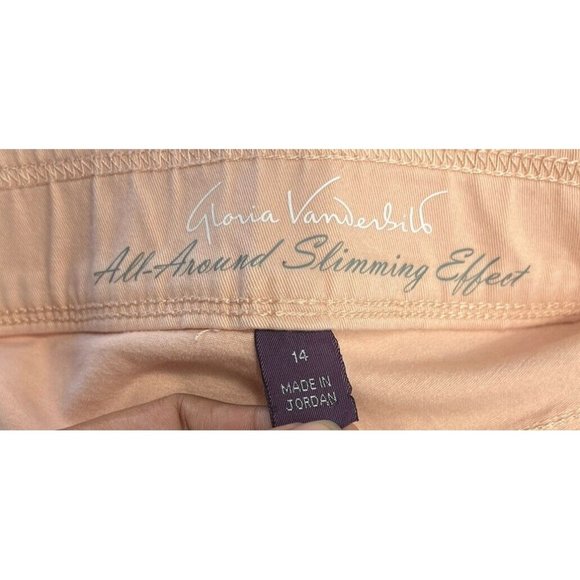 Gloria Vanderbilt
All-Around Slimming Effect
14
MADE IN
JORDAN